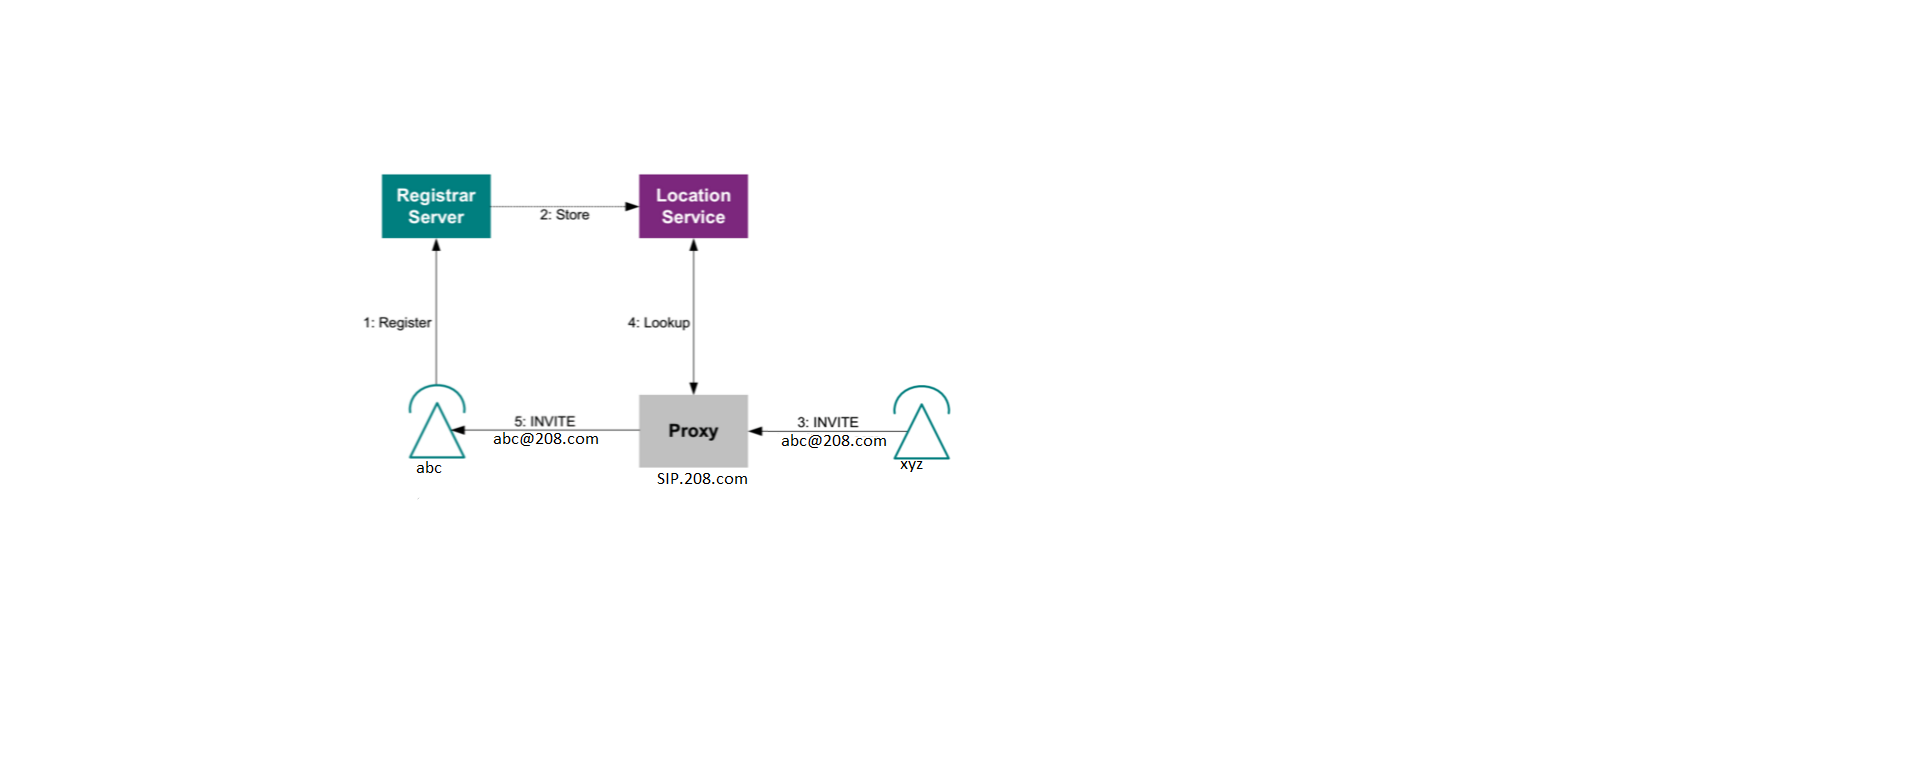 Registrar
Server
2: Store
Location
Service
1: Register
4: Lookup
5: INVITE
abc@208.com
Proxy
3: INVITE
abc@208.com
abc
SIP.208.com
xyz